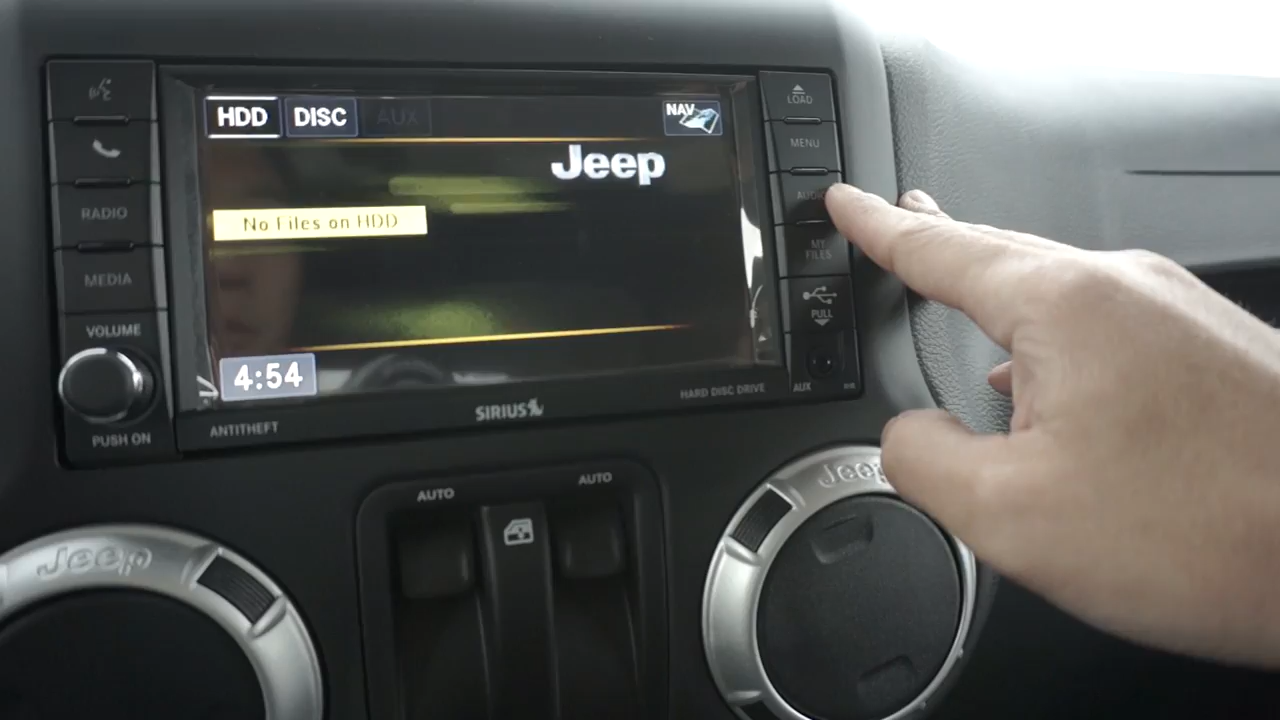 HDD DISC AUX NAV
Jeep
No Files on HDD
4:54
RADIO
MEDIA
VOLUME
PUSH ON
LOAD
MENU
AUDIO
MY
FILES
PULL
AUX
ANTITHEFT
SIRIUS
HARD DISC DRIVE
AUTO
AUTO
Jeep
Jeep